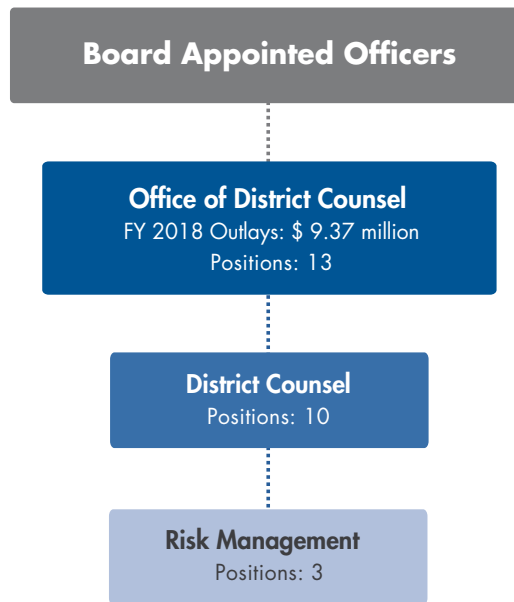 Board Appointed Officers
Office of District Counsel
FY 2018 Outlays: $ 9.37 million
Positions: 13
District Counsel
Positions: 10
Risk Management
Positions: 3